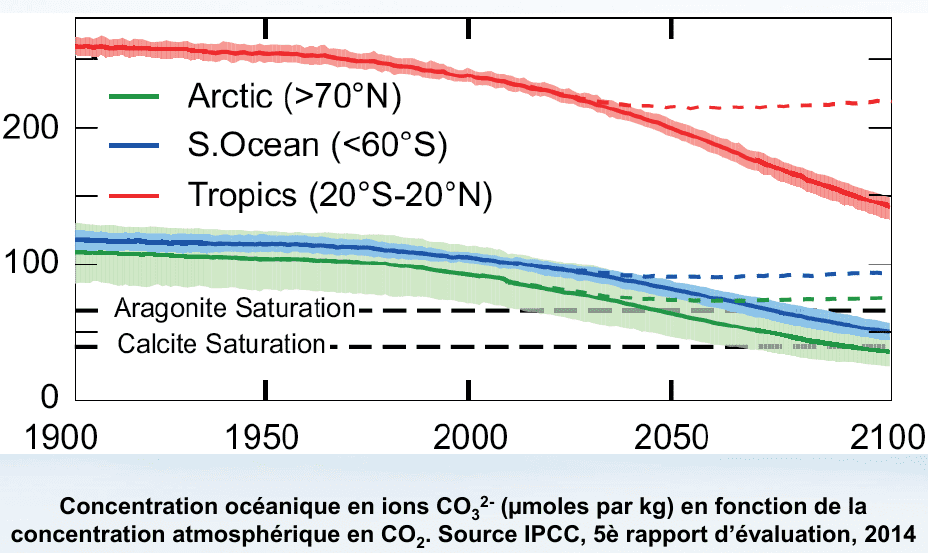 200
100
0
Arctic (>70°N)
S.Ocean (<60°S)
Tropics (20°S-20°N)
Aragonite Saturation
Calcite Saturation
1900 1950 2000 2050 2100
Concentration océanique en ions CO₃²⁻ (µmoles par kg) en fonction de la
concentration atmosphérique en CO₂. Source IPCC, 5è rapport d’évaluation, 2014